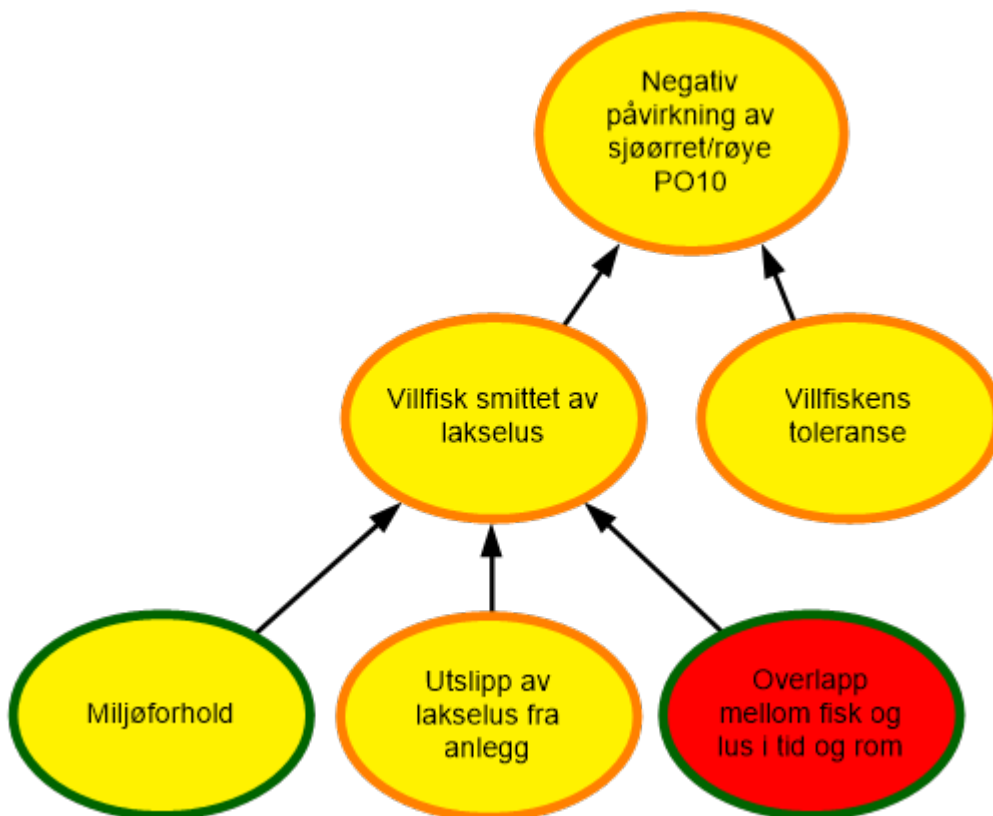 Negativ
påvirkning av
sjøørret/røye
PO10
Villfisk smittet av
lakselus
Villfiskens
toleranse
Miljøforhold
Utslipp av
lakselus fra
anlegg
Overlapp
mellom fisk og
lus i tid og rom